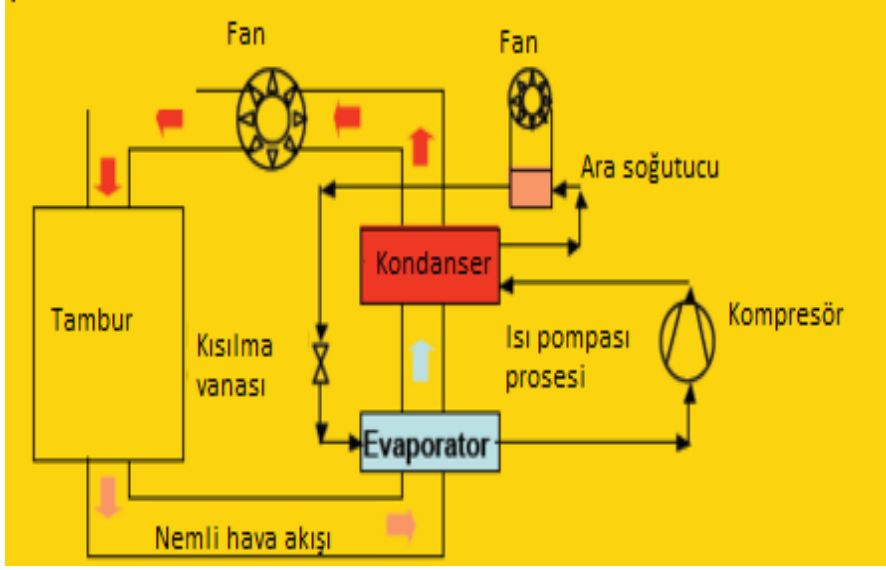 Fan
Fan
Ara soğutucu
Kondanser
Tambur
Kısılma
vanası
Isı pompası
prosesi
Kompresör
Evaporator
Nemli hava akışı